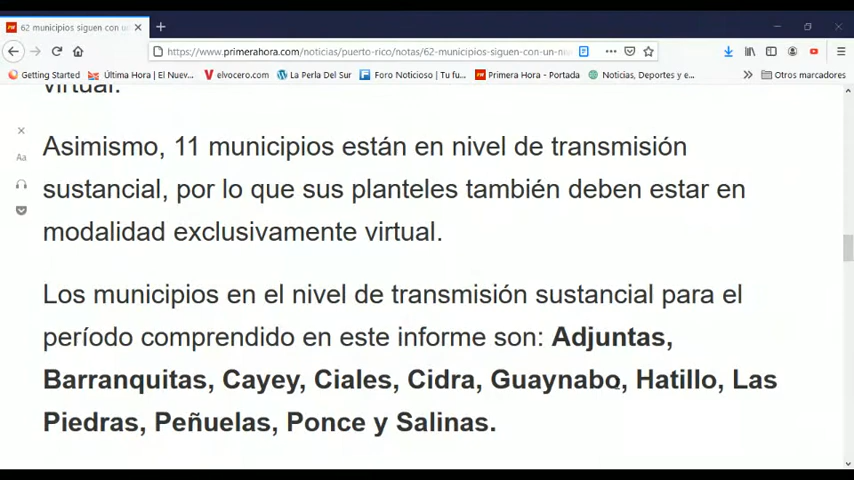 62 municipios siguen con un
https://www.primerahora.com/noticias/puerto-rico/notas/62-municipios-siguen-con-un-niv
Getting Started
Última Hora | El Nuev...
elvocero.com
La Perla Del Sur
Foro Noticioso | Tu fu...
Primera Hora - Portada
Noticias, Deportes y e...
Otros marcadores
virtual.
Aa
Asimismo, 11 municipios están en nivel de transmisión
sustancial, por lo que sus planteles también deben estar en
modalidad exclusivamente virtual.
Los municipios en el nivel de transmisión sustancial para el
período comprendido en este informe son: Adjuntas,
Barranquitas, Cayey, Ciales, Cidra, Guaynabo, Hatillo, Las
Piedras, Peñuelas, Ponce y Salinas.